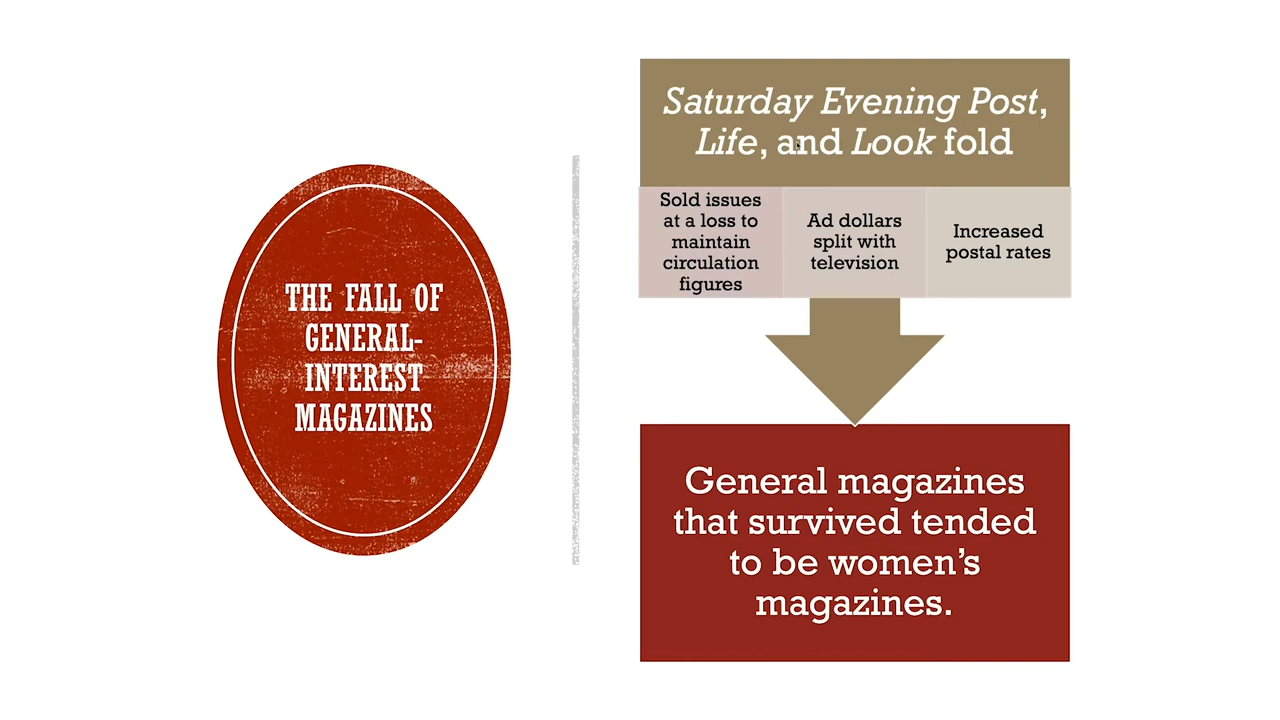 THE FALL OF
GENERAL-
INTEREST
MAGAZINES
Saturday Evening Post,
Life, and Look fold
Sold issues
at a loss to
maintain
circulation
figures
Ad dollars
split with
television
Increased
postal rates
General magazines
that survived tended
to be women’s
magazines.